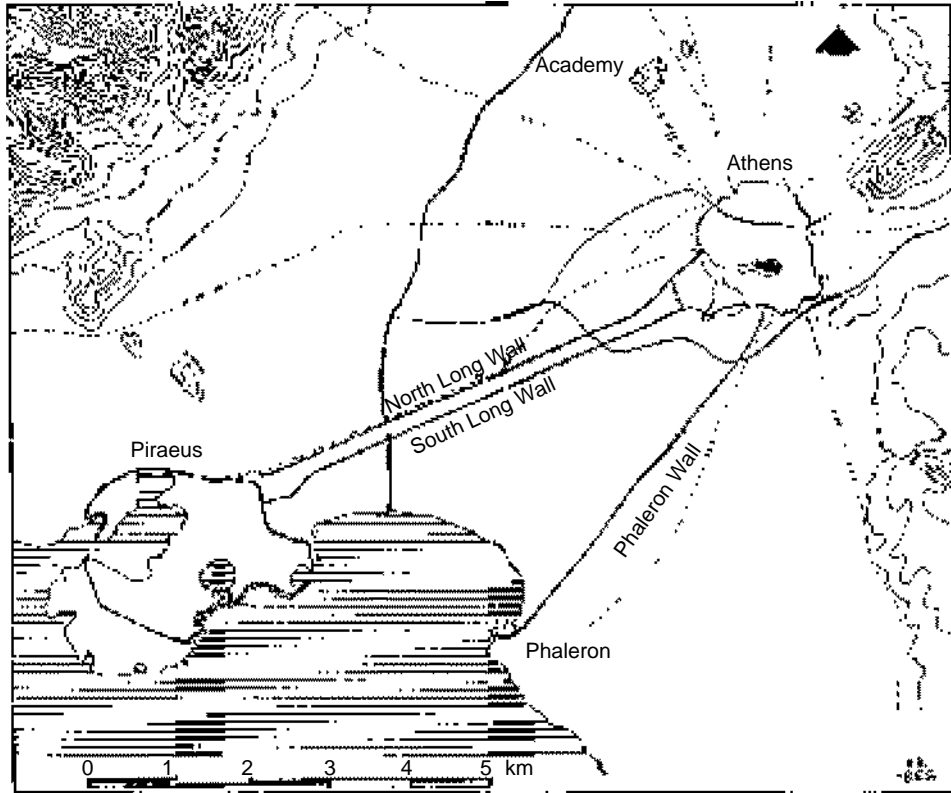 Academy
Athens
North Long Wall
South Long Wall
Piraeus
Phaleron Wall
Phaleron
0 1 2 3 4 5 km